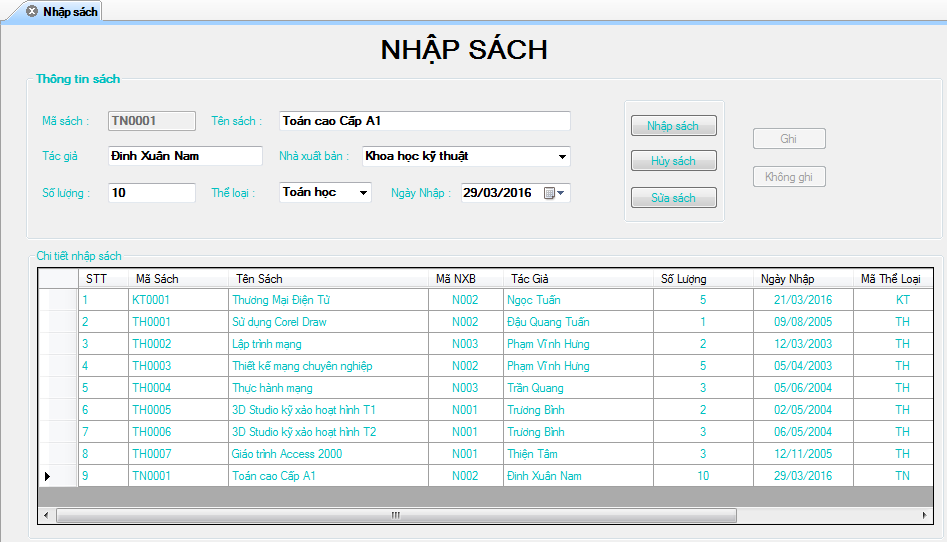 Nhập sách
NHẬP SÁCH
Thông tin sách
Mã sách : TN0001 Tên sách : Toán cao Cấp A1
Tác giả Đinh Xuân Nam Nhà xuất bản : Khoa học kỹ thuật
Số lượng : 10 Thể loại : Toán học Ngày Nhập : 29/03/2016
Nhập sách
Hủy sách
Sửa sách
Ghi
Không ghi
Chi tiết nhập sách
STT Mã Sách Tên Sách Mã NXB Tác Giả Số Lượng Ngày Nhập Mã Thể Loại
1 KT0001 Thương Mại Điện Tử N002 Ngọc Tuấn 5 21/03/2016 KT
2 TH0001 Sử dụng Corel Draw N002 Đậu Quang Tuấn 1 09/08/2005 TH
3 TH0002 Lập trình mạng N003 Phạm Vĩnh Hưng 2 12/03/2003 TH
4 TH0003 Thiết kế mạng chuyên nghiệp N002 Phạm Vĩnh Hưng 5 05/04/2003 TH
5 TH0004 Thực hành mạng N003 Trần Quang 3 05/06/2004 TH
6 TH0005 3D Studio kỹ xảo hoạt hình T1 N001 Trương Bình 2 02/05/2004 TH
7 TH0006 3D Studio kỹ xảo hoạt hình T2 N001 Trương Bình 3 06/05/2004 TH
8 TH0007 Giáo trình Access 2000 N001 Thiện Tâm 3 12/11/2005 TH
9 TN0001 Toán cao Cấp A1 N002 Đinh Xuân Nam 10 29/03/2016 TN